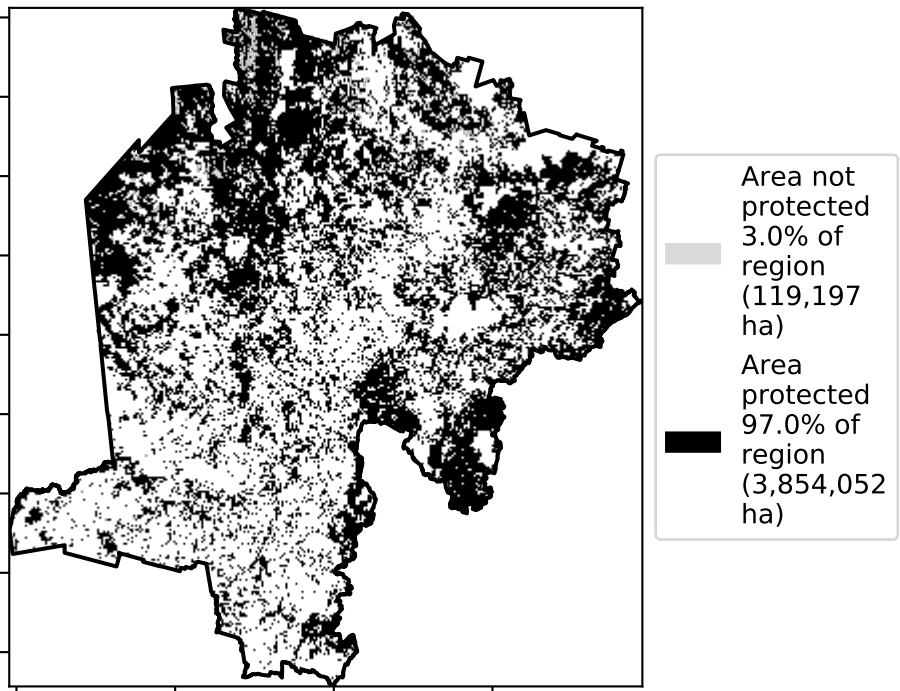 Area not
protected
3.0% of
region
(119,197
ha)
Area
protected
97.0% of
region
(3,854,052
ha)